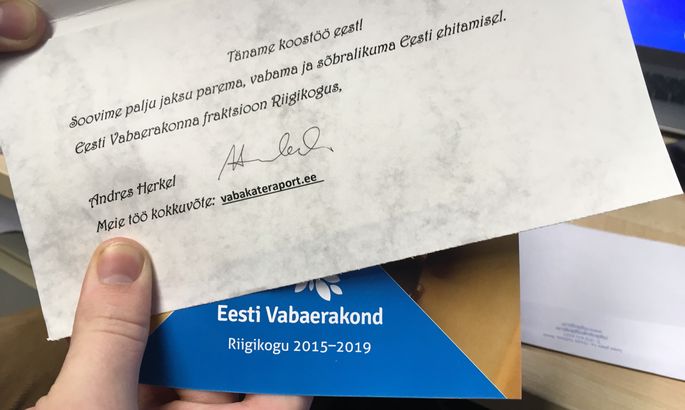 Täname koostöö eest!
Soovime palju jaksu parema, vabama ja sõbralikuma Eesti ehitamisel.
Eesti Vabaerakonna fraktsioon Riigikogus,
Andres Herkel
Meie töö kokkuvõte: vabakateraport.ee
Eesti Vabaerakond
Riigikogu 2015–2019